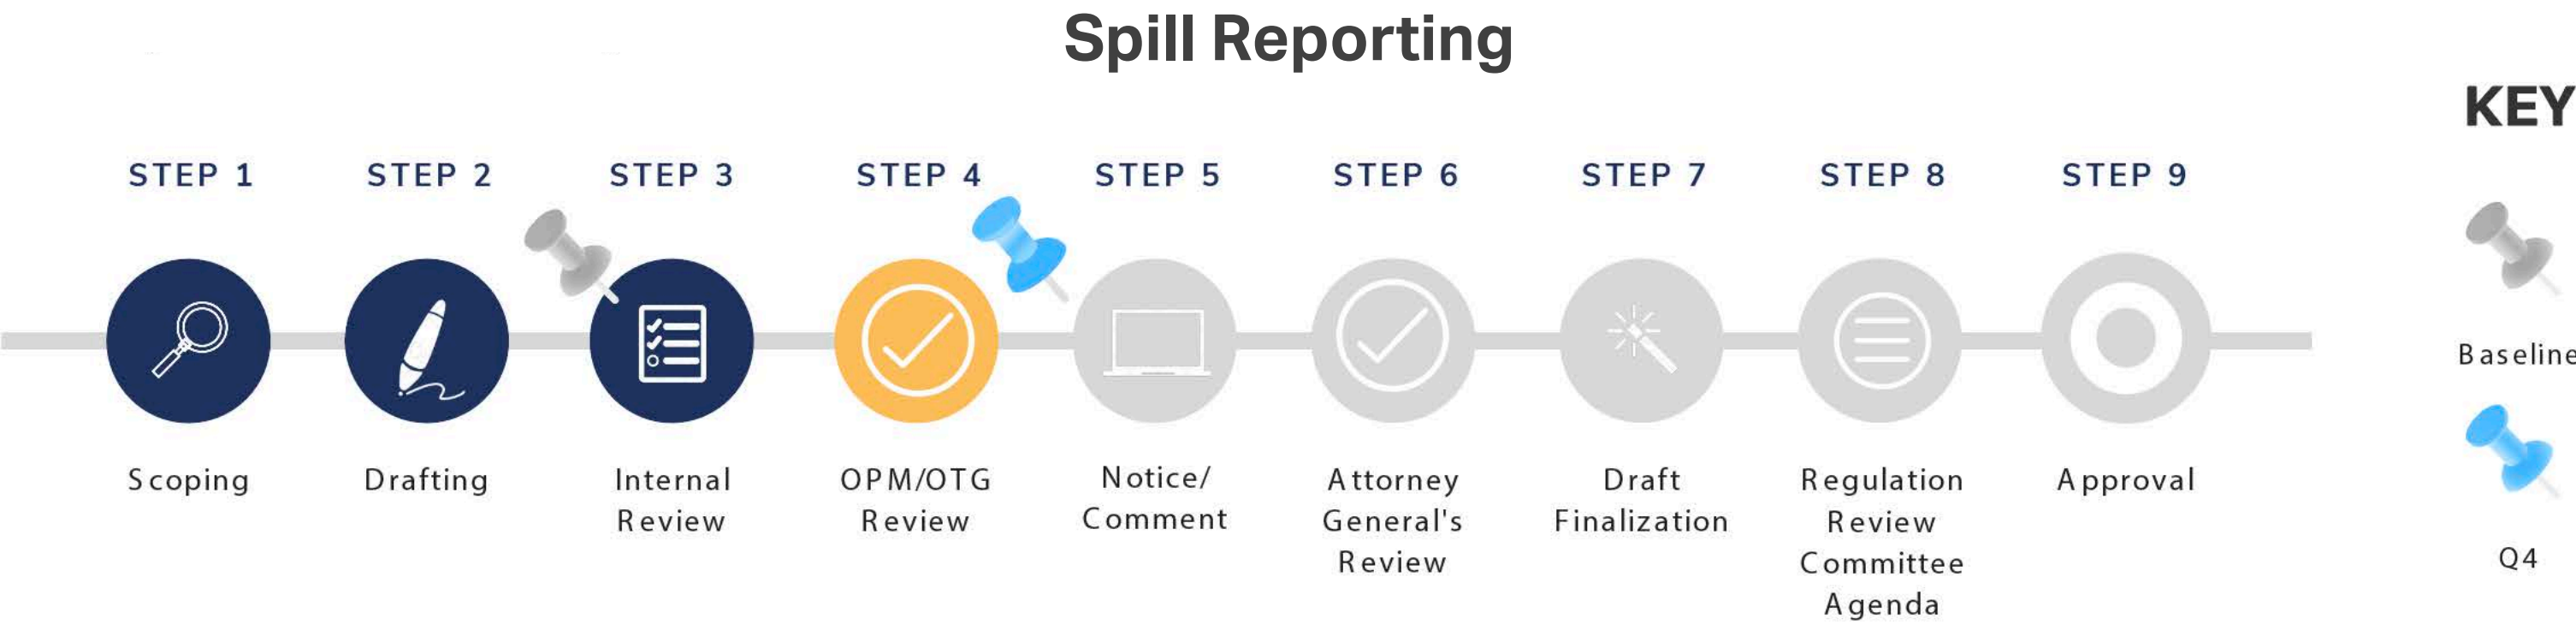 Spill Reporting
KEY
STEP 1
STEP 2
STEP 3
STEP 4
STEP 5
STEP 6
STEP 7
STEP 8
STEP 9
Baseline
Scoping
Drafting
Internal
Review
OPM/OTG
Review
Notice/
Comment
Attorney
General's
Review
Draft
Finalization
Regulation
Review
Committee
Agenda
Approval
Q4